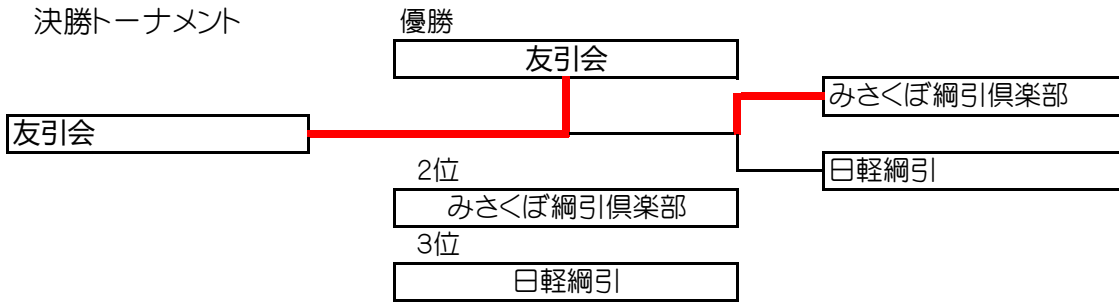 決勝トーナメント
優勝
友引会
みさくぼ綱引倶楽部
友引会
日軽綱引
2位
みさくぼ綱引倶楽部
3位
日軽綱引